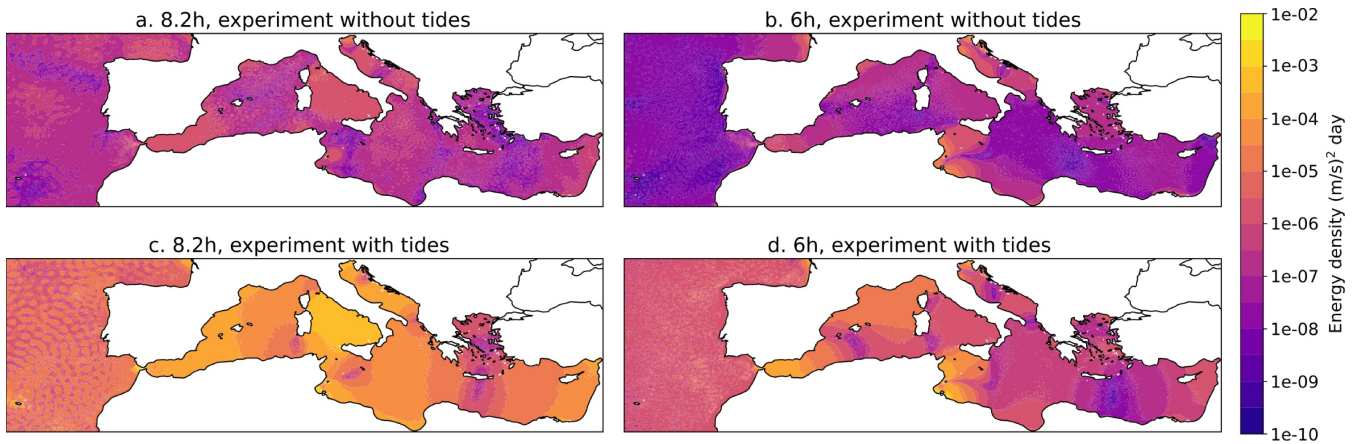 a. 8.2h, experiment without tides
b. 6h, experiment without tides
c. 8.2h, experiment with tides
d. 6h, experiment with tides
1e-02
1e-03
1e-04
1e-05
1e-06
1e-07
1e-08
1e-09
1e-10
Energy density (m/s)² day